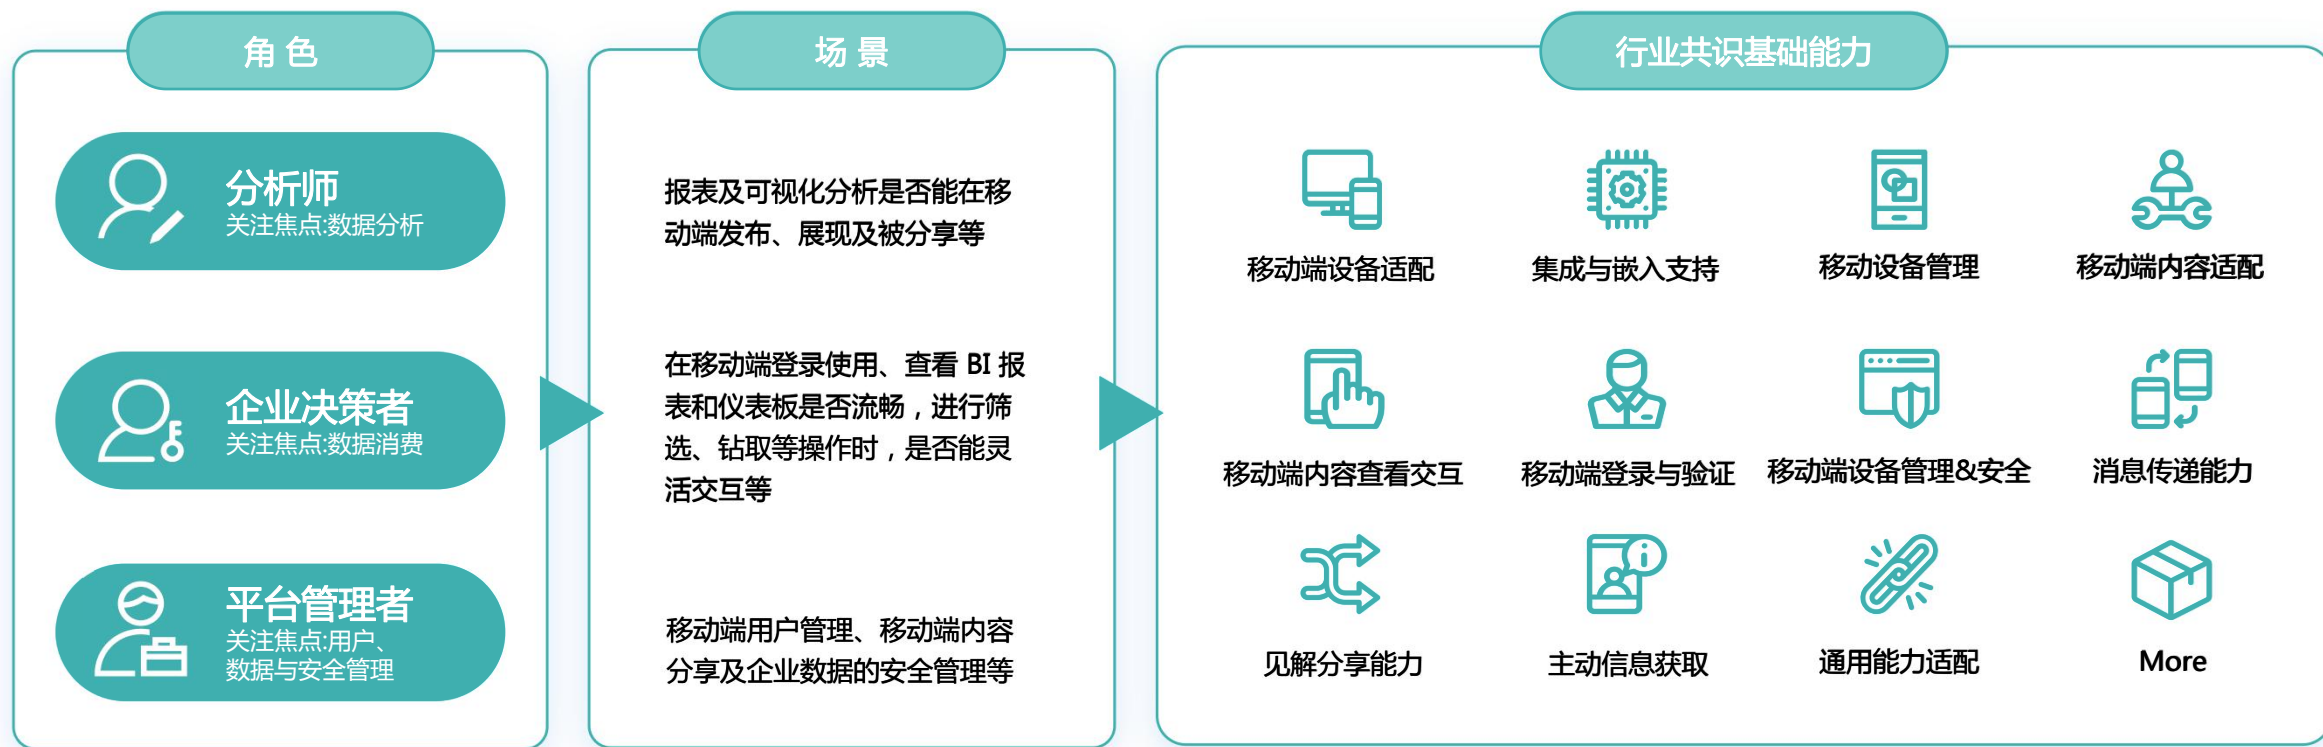 角 色
分析师
关注焦点:数据分析
企业决策者
关注焦点:数据消费
平台管理者
关注焦点:用户、
数据与安全管理
场 景
报表及可视化分析是否能在移
动端发布、展现及被分享等
在移动端登录使用、查看 BI 报
表和仪表板是否流畅，进行筛
选、钻取等操作时，是否能灵
活交互等
移动端用户管理、移动端内容
分享及企业数据的安全管理等
行业共识基础能力
移动端设备适配
集成与嵌入支持
移动设备管理
移动端内容适配
移动端内容查看交互
移动端登录与验证
移动端设备管理&安全
消息传递能力
见解分享能力
主动信息获取
通用能力适配
More